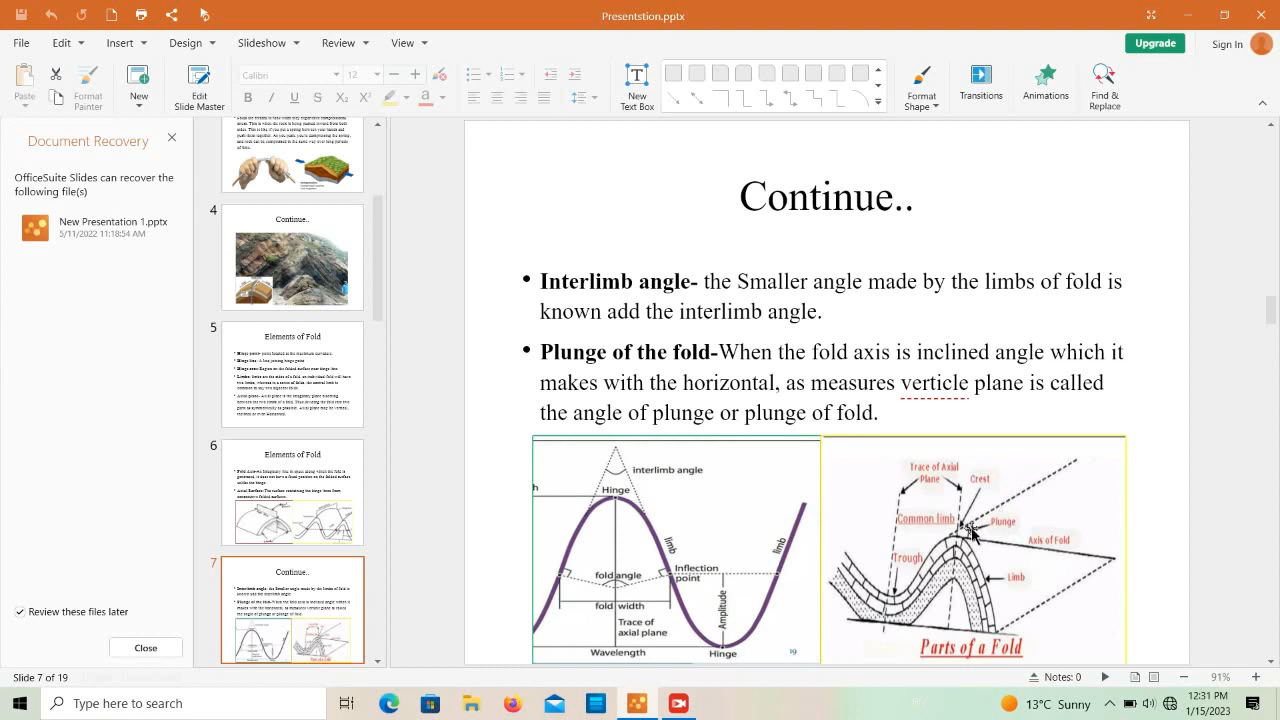 Presentstion.pptx
File Edit Insert Design Slideshow Review View Upgrade Sign In
Calibri 12
Paste Format Painter New Edit Slide Master B I U S X₂ X² A New Text Box Format Shape Transitions Animations Find & Replace
Document Recovery
OfficeSuite Slides can recover the
following file(s)
New Presentation 1.pptx
5/11/2022 11:18:54 AM
View these files later
Close
4
Continue..
5
Elements of Fold
6
Elements of Fold
7
Continue..
Continue..
• Interlimb angle- the Smaller angle made by the limbs of fold is
known add the interlimb angle.
• Plunge of the fold-When the fold axis is inclined angle which it
makes with the horizontal, as measures verticle plane is called
the angle of plunge or plunge of fold.
interlimb angle
h
Hinge
limb
limb
Inflection
point
fold angle
fold width
Amplitude
Trace of
axial plane
Wavelength
Hinge
19
Trace of Axial
Plane
Crest
Common limb
Plunge
Axis of Fold
Trough
Limb
Parts of a Fold
Slide 7 of 19
Notes: 0
91%
Type here to search
13°C Sunny
12:31 PM
1/15/2023